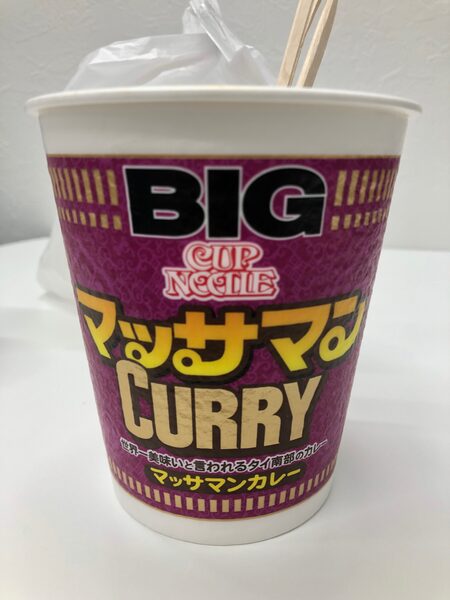 BIG
CUP
NOODLE
マッサマン
CURRY
世界一美味いと言われるタイ南部のカレー
マッサマンカレー